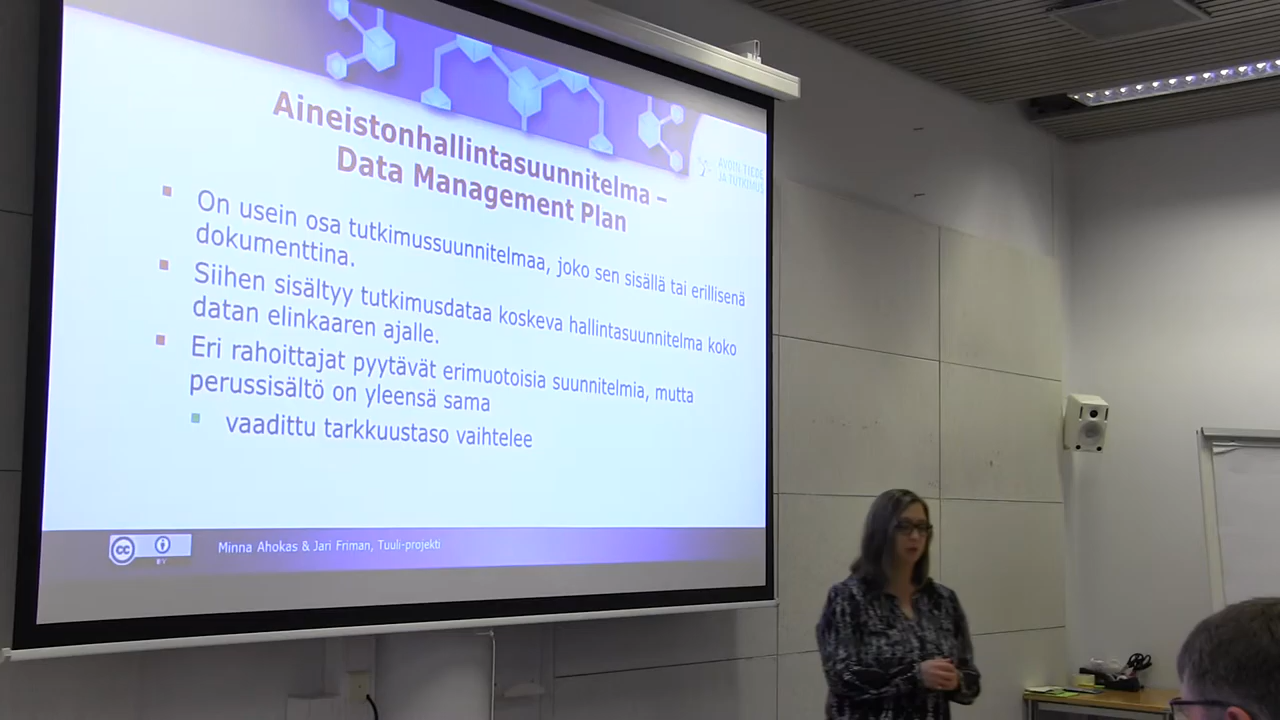 Aineistonhallintasuunnitelma –
Data Management Plan
AVOIN TIEDE
JA TUTKIMUS
On usein osa tutkimussuunnitelmaa, joko sen sisällä tai erillisenä
dokumenttina.
Siihen sisältyy tutkimusdataa koskeva hallintasuunnitelma koko
datan elinkaaren ajalle.
Eri rahoittajat pyytävät erimuotoisia suunnitelmia, mutta
perussisältö on yleensä sama
vaadittu tarkkuustaso vaihtelee
cc
BY
Minna Ahokas & Jari Friman, Tuuli-projekti